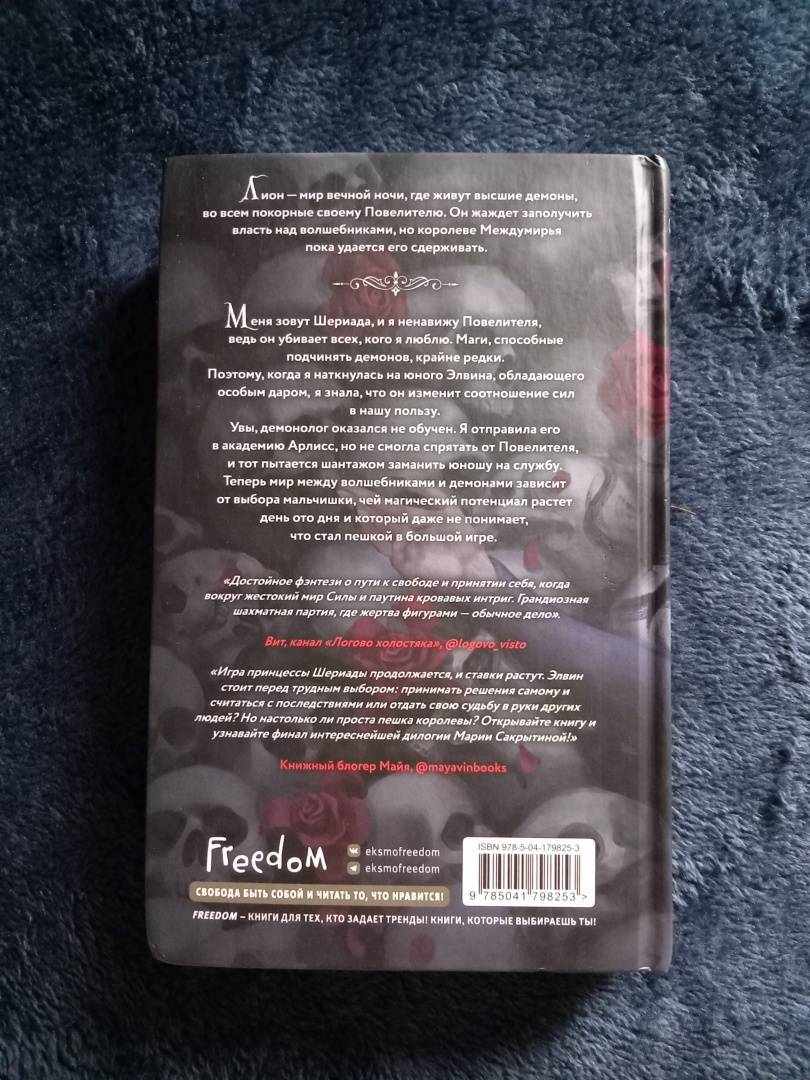 Лион — мир вечной ночи, где живут высшие демоны,
во всем покорные своему Повелителю. Он жаждет заполучить
власть над волшебниками, но королеве Междумирья
пока удается его сдерживать.
Меня зовут Шериада, и я ненавижу Повелителя,
ведь он убивает всех, кого я люблю. Маги, способные
подчинять демонов, крайне редки.
Поэтому, когда я наткнулась на юного Элвина, обладающего
особым даром, я знала, что он изменит соотношение сил
в нашу пользу.
Увы, демонолог оказался не обучен. Я отправила его
в академию Арлисс, но не смогла спрятать от Повелителя,
и тот пытается шантажом заманить юношу на службу.
Теперь мир между волшебниками и демонами зависит
от выбора мальчишки, чей магический потенциал растет
день ото дня и который даже не понимает,
что стал пешкой в большой игре.
«Достойное фэнтези о пути к свободе и принятии себя, когда
вокруг жестокий мир Силы и паутина кровавых интриг. Грандиозная
шахматная партия, где жертва фигурами — обычное дело».
Вит, канал «Логово холостяка», @logovo_visto
«Игра принцессы Шериады продолжается, и ставки растут. Элвин
стоит перед трудным выбором: принимать решения самому и
считаться с последствиями или отдать свою судьбу в руки других
людей? Но настолько ли проста пешка королевы? Открывайте книгу и
узнавайте финал интереснейшей дилогии Марии Сакрытиной!»
Книжный блогер Майя, @mayavinbooks
Freedom
eksmofreedom
eksmofreedom
СВОБОДА БЫТЬ СОБОЙ И ЧИТАТЬ ТО, ЧТО НРАВИТСЯ!
FREEDOM — КНИГИ ДЛЯ ТЕХ, КТО ЗАДАЕТ ТРЕНДЫ! КНИГИ, КОТОРЫЕ ВЫБИРАЕШЬ ТЫ!
ISBN 978-5-04-179825-3
9 785041 798253 >